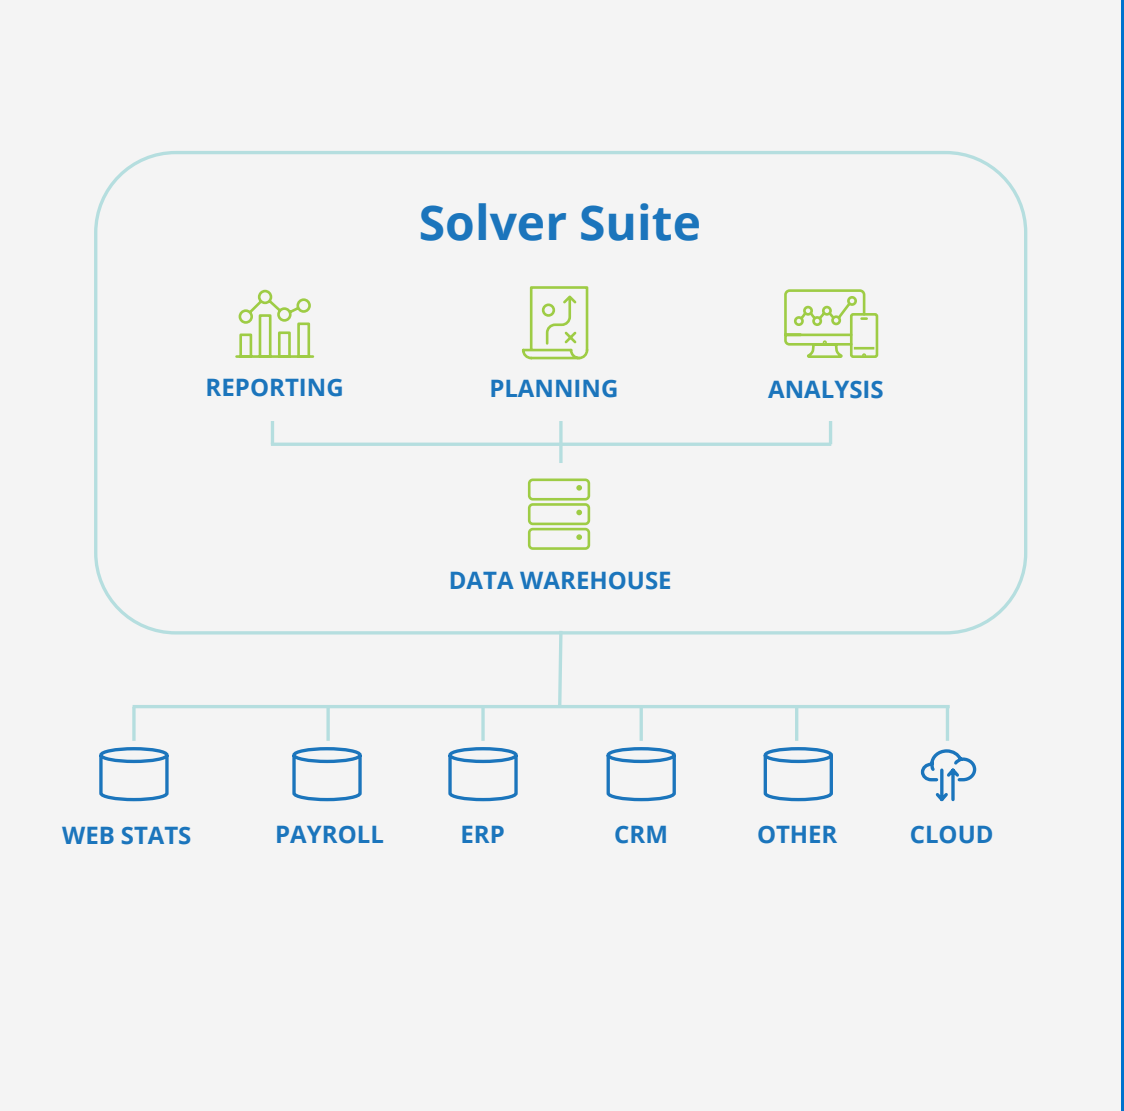 Solver Suite
REPORTING
PLANNING
ANALYSIS
DATA WAREHOUSE
WEB STATS
PAYROLL
ERP
CRM
OTHER
CLOUD